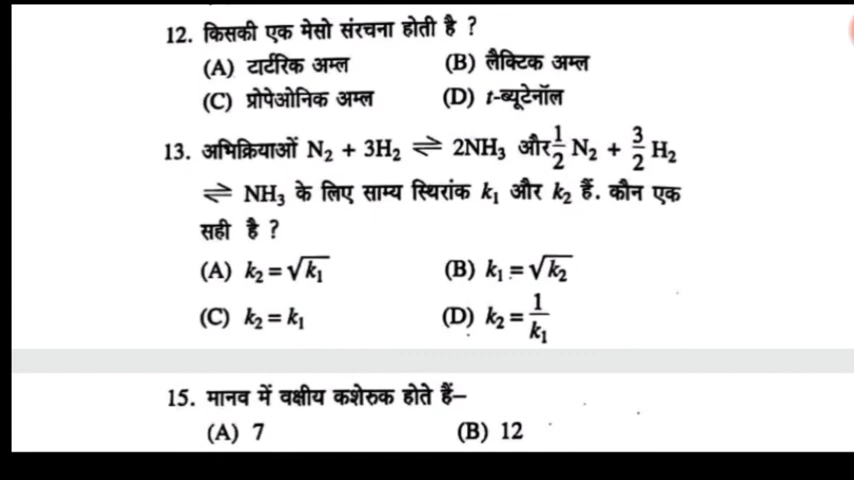 12. किसकी एक मेसो संरचना होती है ?
(A) टार्टरिक अम्ल (B) लैक्टिक अम्ल
(C) प्रोपेओनिक अम्ल (D) t-ब्यूटेनॉल
13. अभिक्रियाओं N₂ + 3H₂ ⇌ 2NH₃ और 1/2 N₂ + 3/2 H₂
⇌ NH₃ के लिए साम्य स्थिरांक k₁ और k₂ हैं. कौन एक
सही है ?
(A) k₂ = √k₁ (B) k₁ = √k₂
(C) k₂ = k₁ (D) k₂ = 1/k₁
15. मानव में वक्षीय कशेरुक होते हैं–
(A) 7 (B) 12